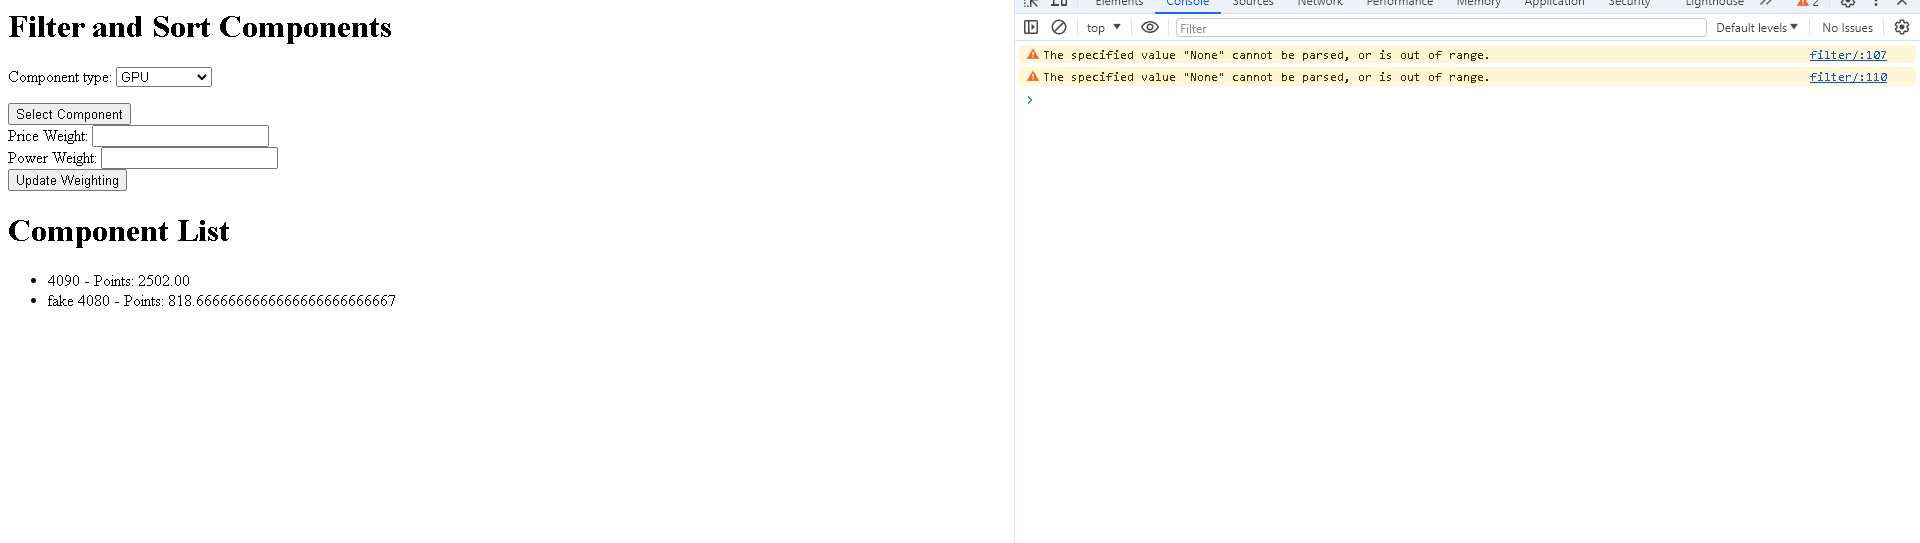 Filter and Sort Components
Component type: GPU
Select Component
Price Weight:
Power Weight:
Update Weighting
Component List
4090 - Points: 2502.00
fake 4080 - Points: 818.6666666666666666666666667
Elements Console Sources Network Performance Memory Application Security Lighthouse 2
top Filter Default levels No Issues
The specified value "None" cannot be parsed, or is out of range. filter/:107
The specified value "None" cannot be parsed, or is out of range. filter/:110